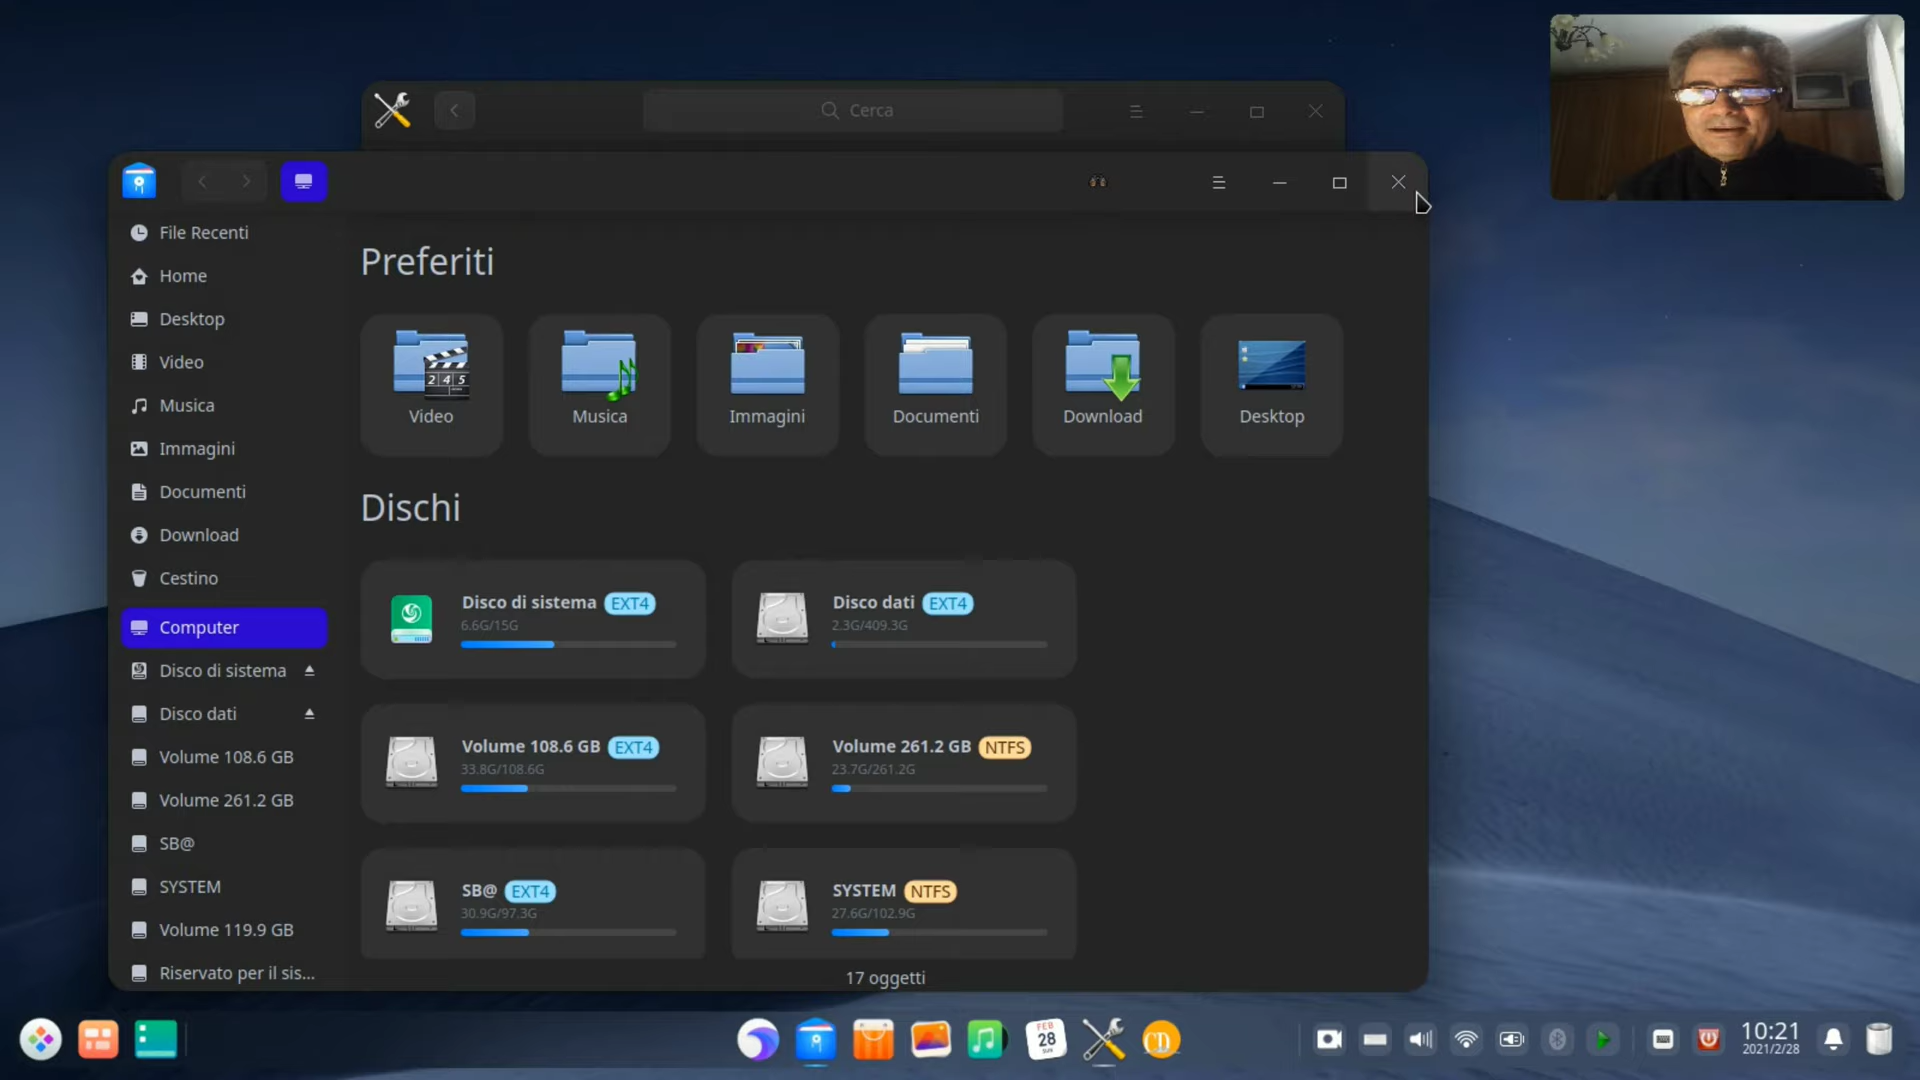 Cerca
File Recenti
Home
Desktop
Video
Musica
Immagini
Documenti
Download
Cestino
Computer
Disco di sistema
Disco dati
Volume 108.6 GB
Volume 261.2 GB
SB@
SYSTEM
Volume 119.9 GB
Riservato per il sis...
Preferiti
Video
Musica
Immagini
Documenti
Download
Desktop
Dischi
Disco di sistema EXT4
6.6G/15G
Disco dati EXT4
2.3G/409.3G
Volume 108.6 GB EXT4
33.8G/108.6G
Volume 261.2 GB NTFS
23.7G/261.2G
SB@ EXT4
30.9G/97.3G
SYSTEM NTFS
27.6G/102.9G
17 oggetti
FEB
28
SUN
CD
10:21
2021/2/28